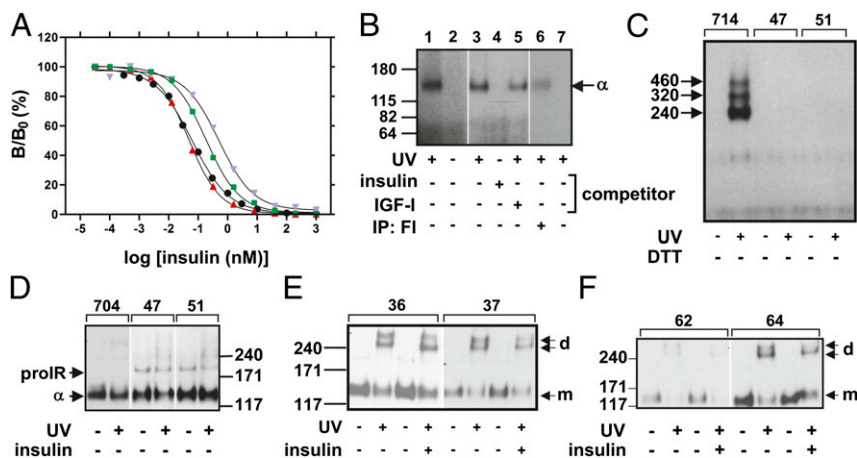 A
120
100
80
60
40
20
0
B/B0 (%)
-5 -4 -3 -2 -1 0 1 2 3
log [insulin (nM)]
B
1 2 3 4 5 6 7
180
115
82
64
α
UV + - + - + + +
insulin - - - + - - -
IGF-I - - - - + - -
IP: FI - - - - - + -
competitor
C
714 47 51
460
320
240
UV - + - + - +
DTT - - - - - -
D
704 47 51
proIR
α
240
171
117
UV - + - + - +
E
36 37
240
171
117
d
m
UV - + - + - + - +
insulin - - - + - - - +
F
62 64
240
171
117
d
m
UV - + - + - + - +
insulin - - - + - - - +